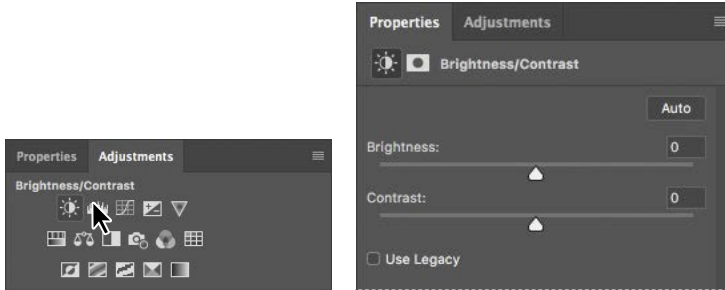 Properties Adjustments
Brightness/Contrast
Properties Adjustments
Brightness/Contrast
Auto
Brightness: 0
Contrast: 0
Use Legacy